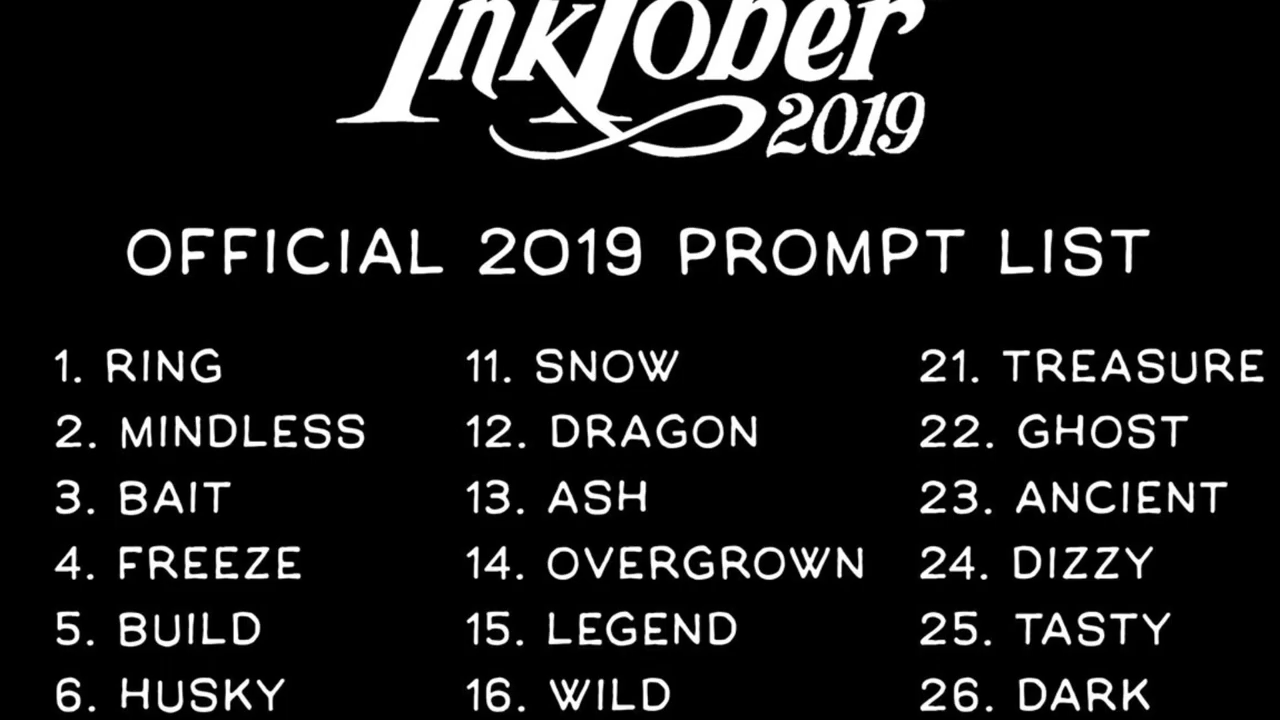 InkTober
2019
OFFICIAL 2019 PROMPT LIST
1. RING
2. MINDLESS
3. BAIT
4. FREEZE
5. BUILD
6. HUSKY
11. SNOW
12. DRAGON
13. ASH
14. OVERGROWN
15. LEGEND
16. WILD
21. TREASURE
22. GHOST
23. ANCIENT
24. DIZZY
25. TASTY
26. DARK